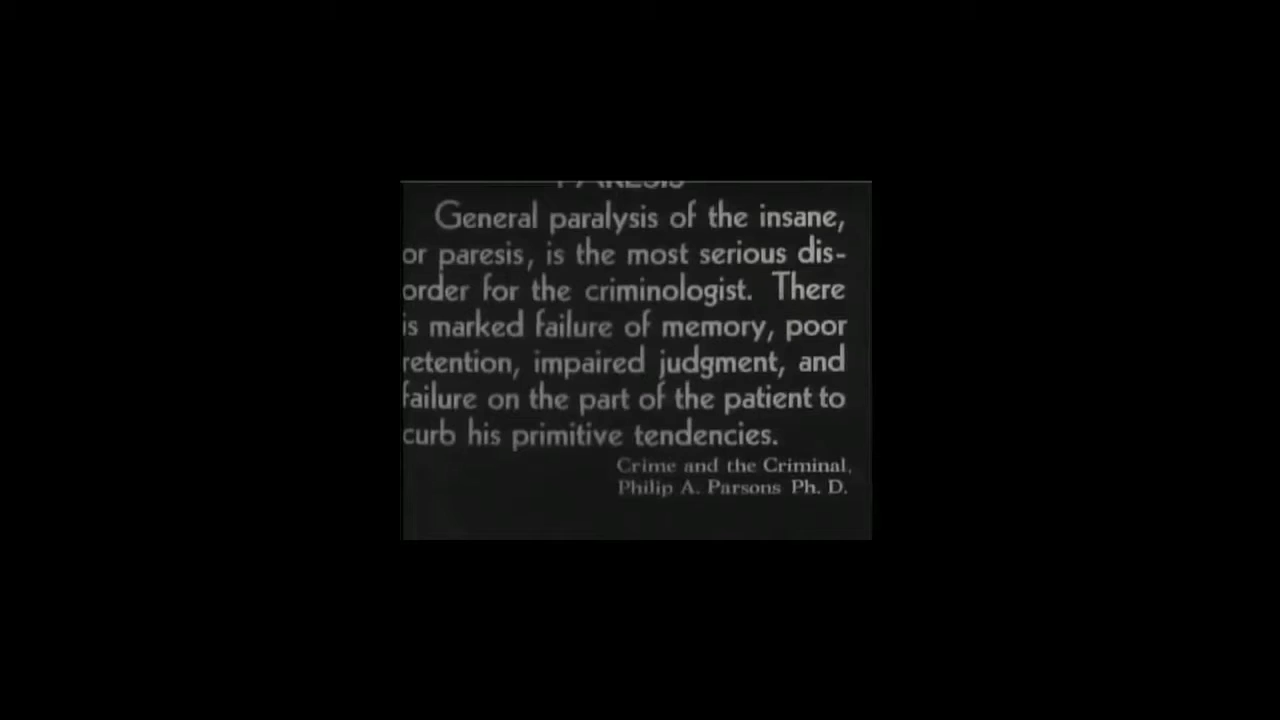 PARESIS
General paralysis of the insane,
or paresis, is the most serious dis-
order for the criminologist. There
is marked failure of memory, poor
retention, impaired judgment, and
failure on the part of the patient to
curb his primitive tendencies.
Crime and the Criminal,
Philip A. Parsons Ph. D.